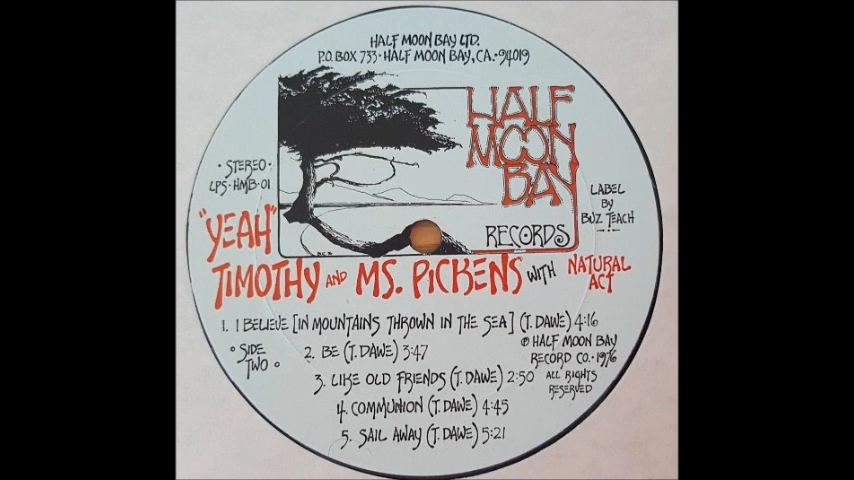 HALF MOON BAY LTD.
P.O. BOX 733 · HALF MOON BAY, CA. · 94019
HALF
MOON
BAY
RECORDS
· STEREO ·
LPS · HMB · 01
LABEL
BY
BUZ TEACH
"YEAH"
TIMOTHY AND MS. PICKENS WITH NATURAL
ACT
1. I BELIEVE [IN MOUNTAINS THROWN IN THE SEA] (T. DAWE) 4:16
° SIDE
TWO °
2. BE (T. DAWE) 3:47
3. LIKE OLD FRIENDS (T. DAWE) 2:50
4. COMMUNION (T. DAWE) 4:45
5. SAIL AWAY (T. DAWE) 5:21
℗ HALF MOON BAY
RECORD CO. · 1976
ALL RIGHTS
RESERVED